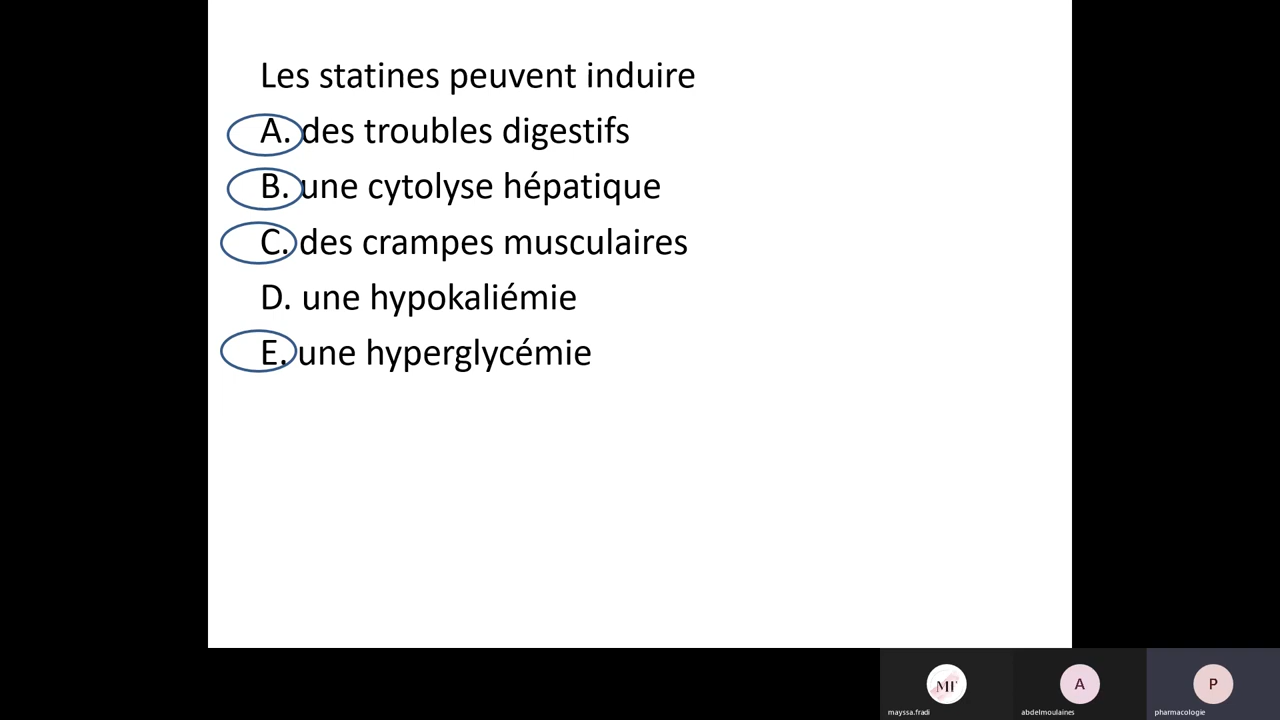 Les statines peuvent induire
A. des troubles digestifs
B. une cytolyse hépatique
C. des crampes musculaires
D. une hypokaliémie
E. une hyperglycémie
MF
A
P
mayssa.fradi
abdelmoulaines
pharmacologie